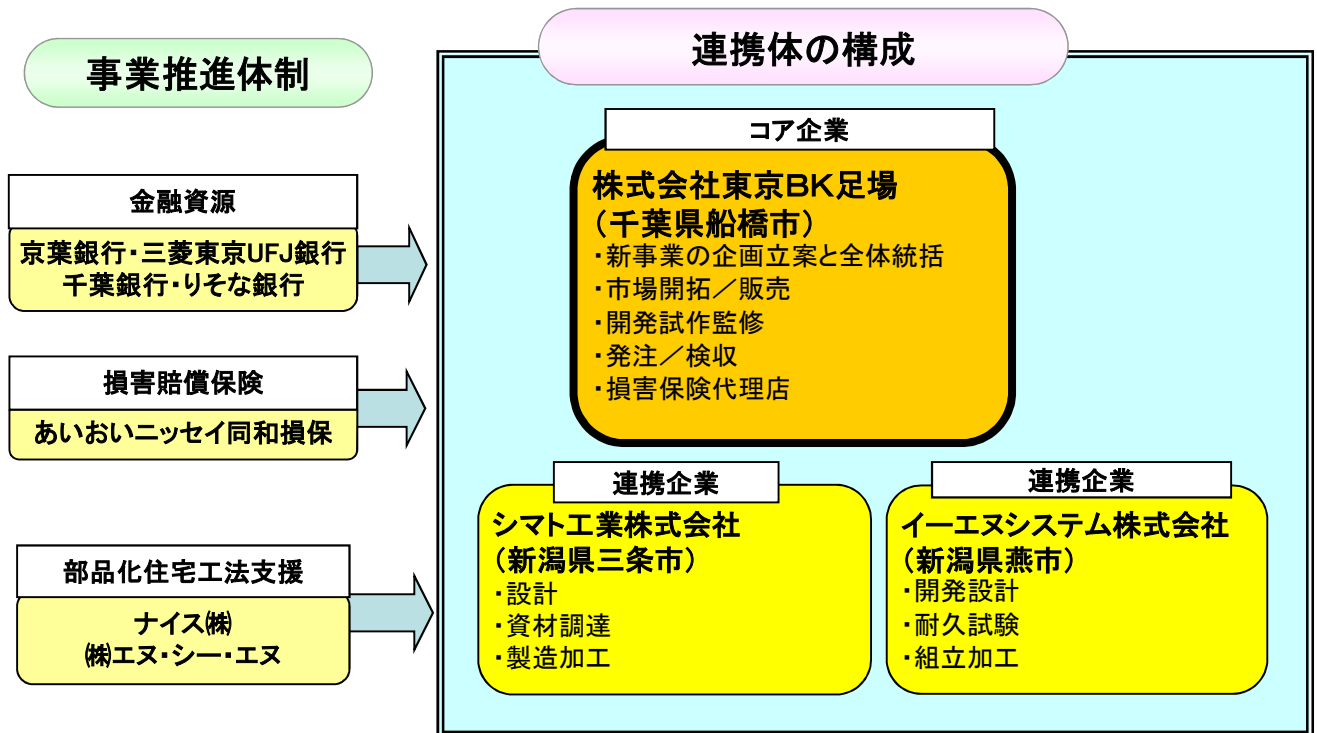 事業推進体制
金融資源
京葉銀行・三菱東京UFJ銀行
千葉銀行・りそな銀行
損害賠償保険
あいおいニッセイ同和損保
部品化住宅工法支援
ナイス㈱
㈱エヌ・シー・エヌ
連携体の構成
コア企業
株式会社東京BK足場
（千葉県船橋市）
・新事業の企画立案と全体統括
・市場開拓／販売
・開発試作監修
・発注／検収
・損害保険代理店
連携企業
シマト工業株式会社
（新潟県三条市）
・設計
・資材調達
・製造加工
連携企業
イーエヌシステム株式会社
（新潟県燕市）
・開発設計
・耐久試験
・組立加工